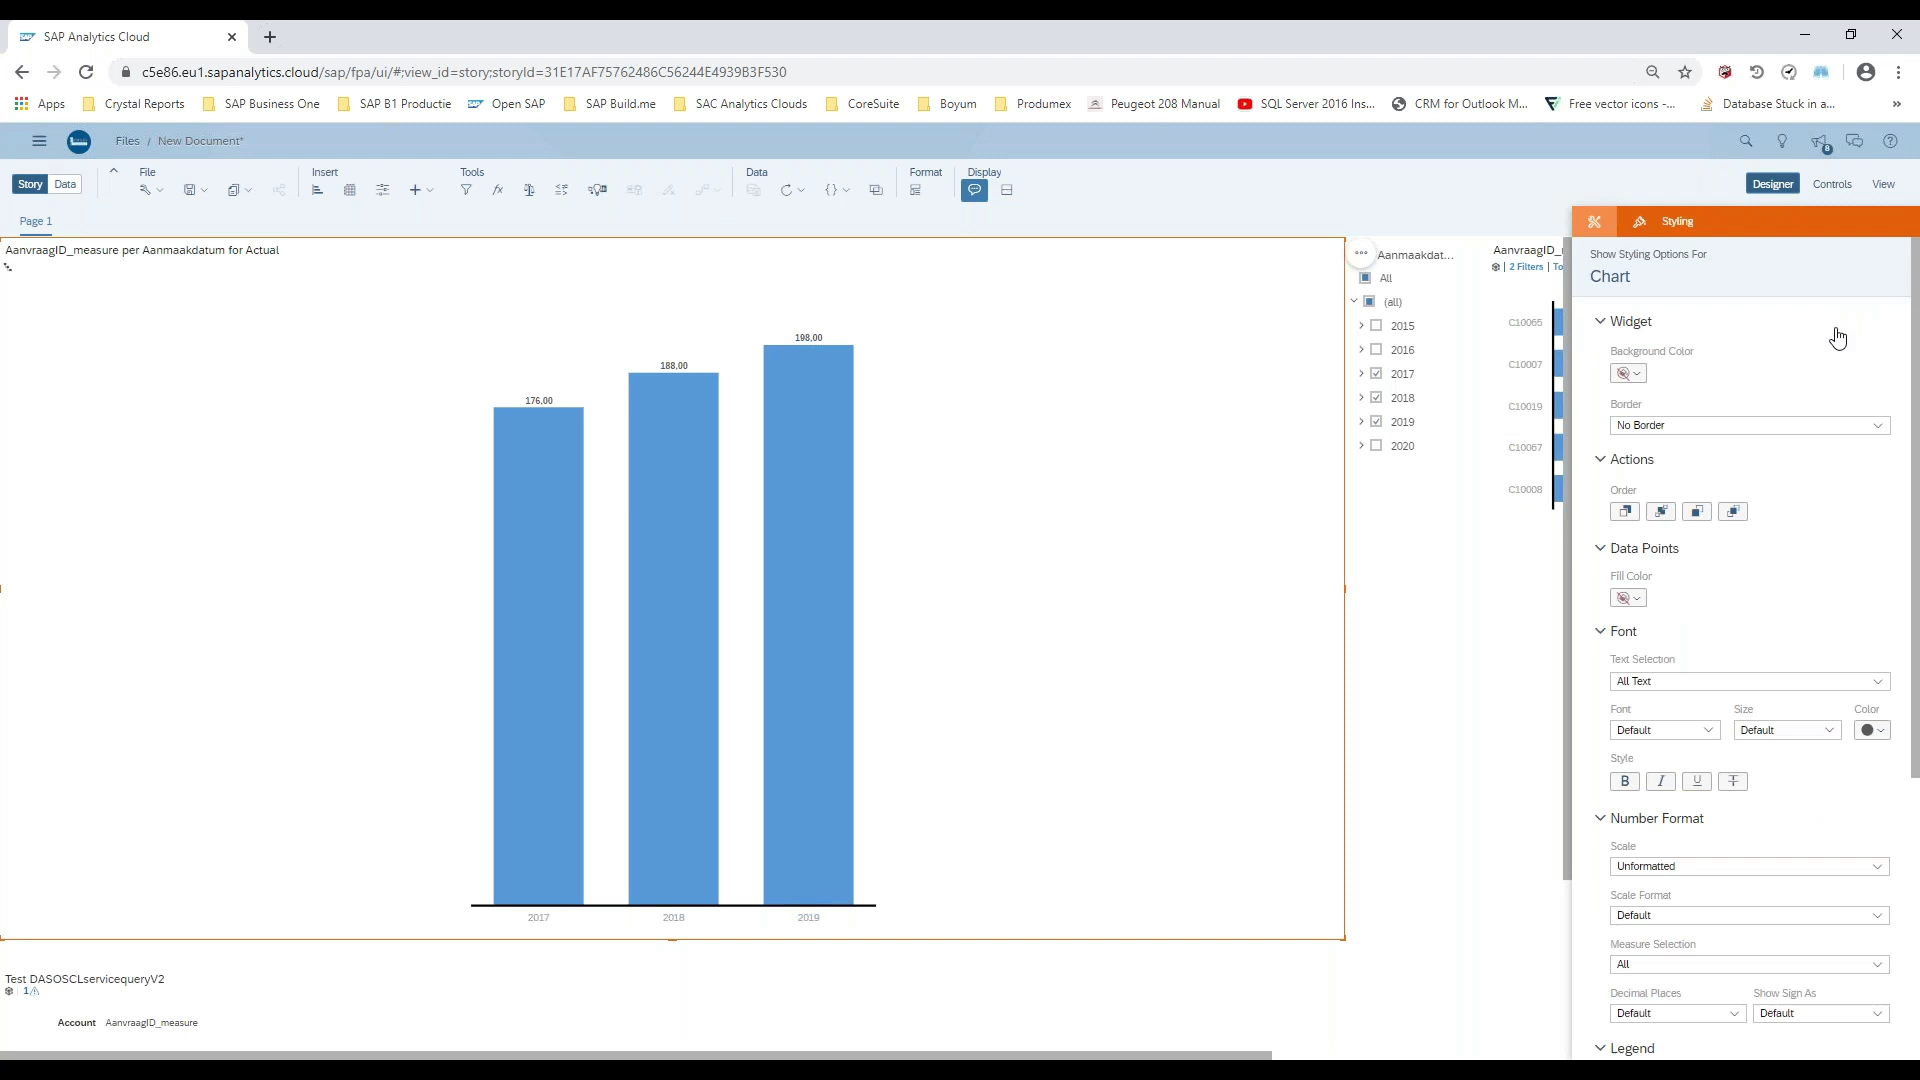 SAP Analytics Cloud
c5e86.eu1.sapanalytics.cloud/sap/fpa/ui/#;view_id=story;storyId=31E17AF75762486C56244E4939B3F530
Apps Crystal Reports SAP Business One SAP B1 Productie Open SAP SAP Build.me SAC Analytics Clouds CoreSuite Boyum Produmex Peugeot 208 Manual SQL Server 2016 Ins... CRM for Outlook M... Free vector icons -... Database Stuck in a... »
Files / New Document*
8
File Insert Tools Data Format Display
Story Data
Designer Controls View
Page 1
Styling
AanvraagID_measure per Aanmaakdatum for Actual
176,00
188,00
198,00
2017 2018 2019
Aanmaakdat...
All
(all)
2015
2016
2017
2018
2019
2020
AanvraagID_
2 Filters | To
C10065
C10007
C10019
C10067
C10008
Test DASOSCLservicequeryV2
1
Account AanvraagID_measure
Show Styling Options For
Chart
Widget
Background Color
Border
No Border
Actions
Order
Data Points
Fill Color
Font
Text Selection
All Text
Font Size Color
Default Default
Style
B I U T
Number Format
Scale
Unformatted
Scale Format
Default
Measure Selection
All
Decimal Places Show Sign As
Default Default
Legend